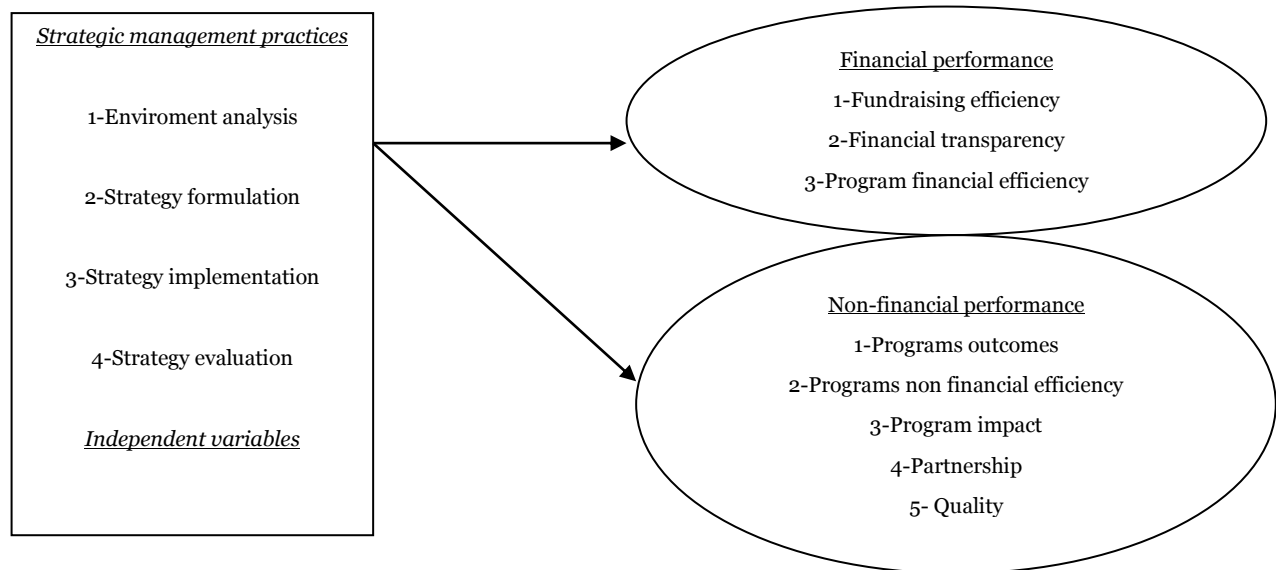 Strategic management practices
1-Enviroment analysis
2-Strategy formulation
3-Strategy implementation
4-Strategy evaluation
Independent variables
Financial performance
1-Fundraising efficiency
2-Financial transparency
3-Program financial efficiency
Non-financial performance
1-Programs outcomes
2-Programs non financial efficiency
3-Program impact
4-Partnership
5- Quality